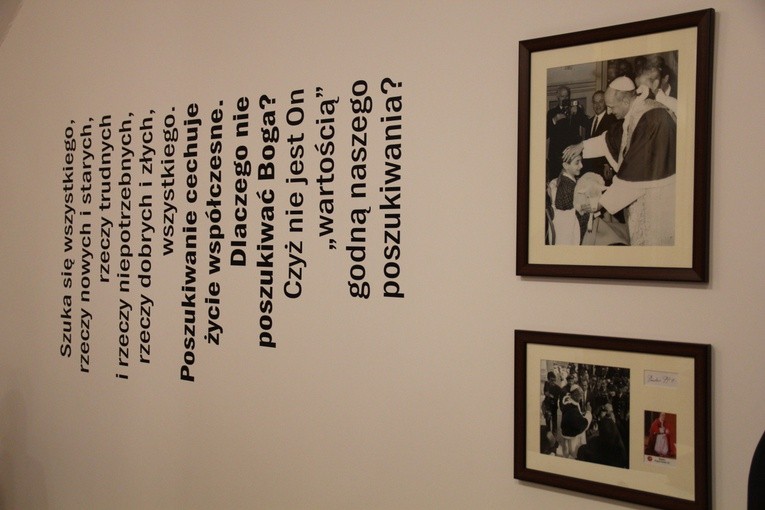 Szuka się wszystkiego,
rzeczy nowych i starych,
rzeczy trudnych
i rzeczy niepotrzebnych,
rzeczy dobrych i złych,
wszystkiego.
Poszukiwanie cechuje
życie współczesne.
Dlaczego nie
poszukiwać Boga?
Czyż nie jest On
„wartością”
godną naszego
poszukiwania?